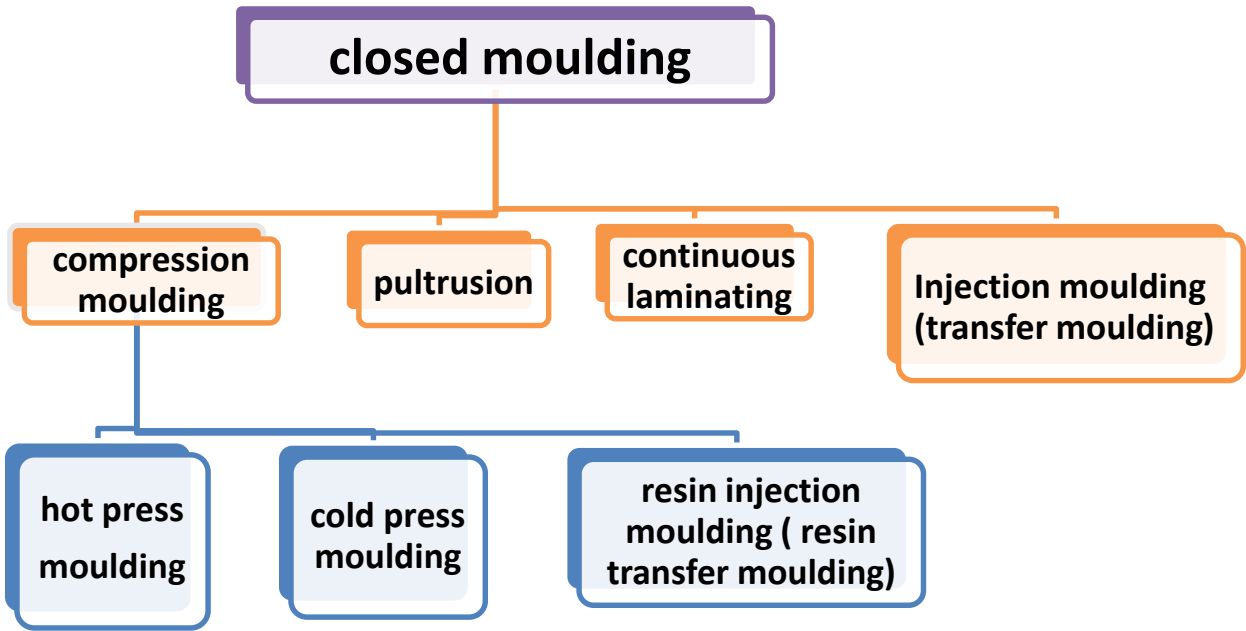 closed moulding
compression
moulding
pultrusion
continuous
laminating
Injection moulding
(transfer moulding)
hot press
moulding
cold press
moulding
resin injection
moulding ( resin
transfer moulding)